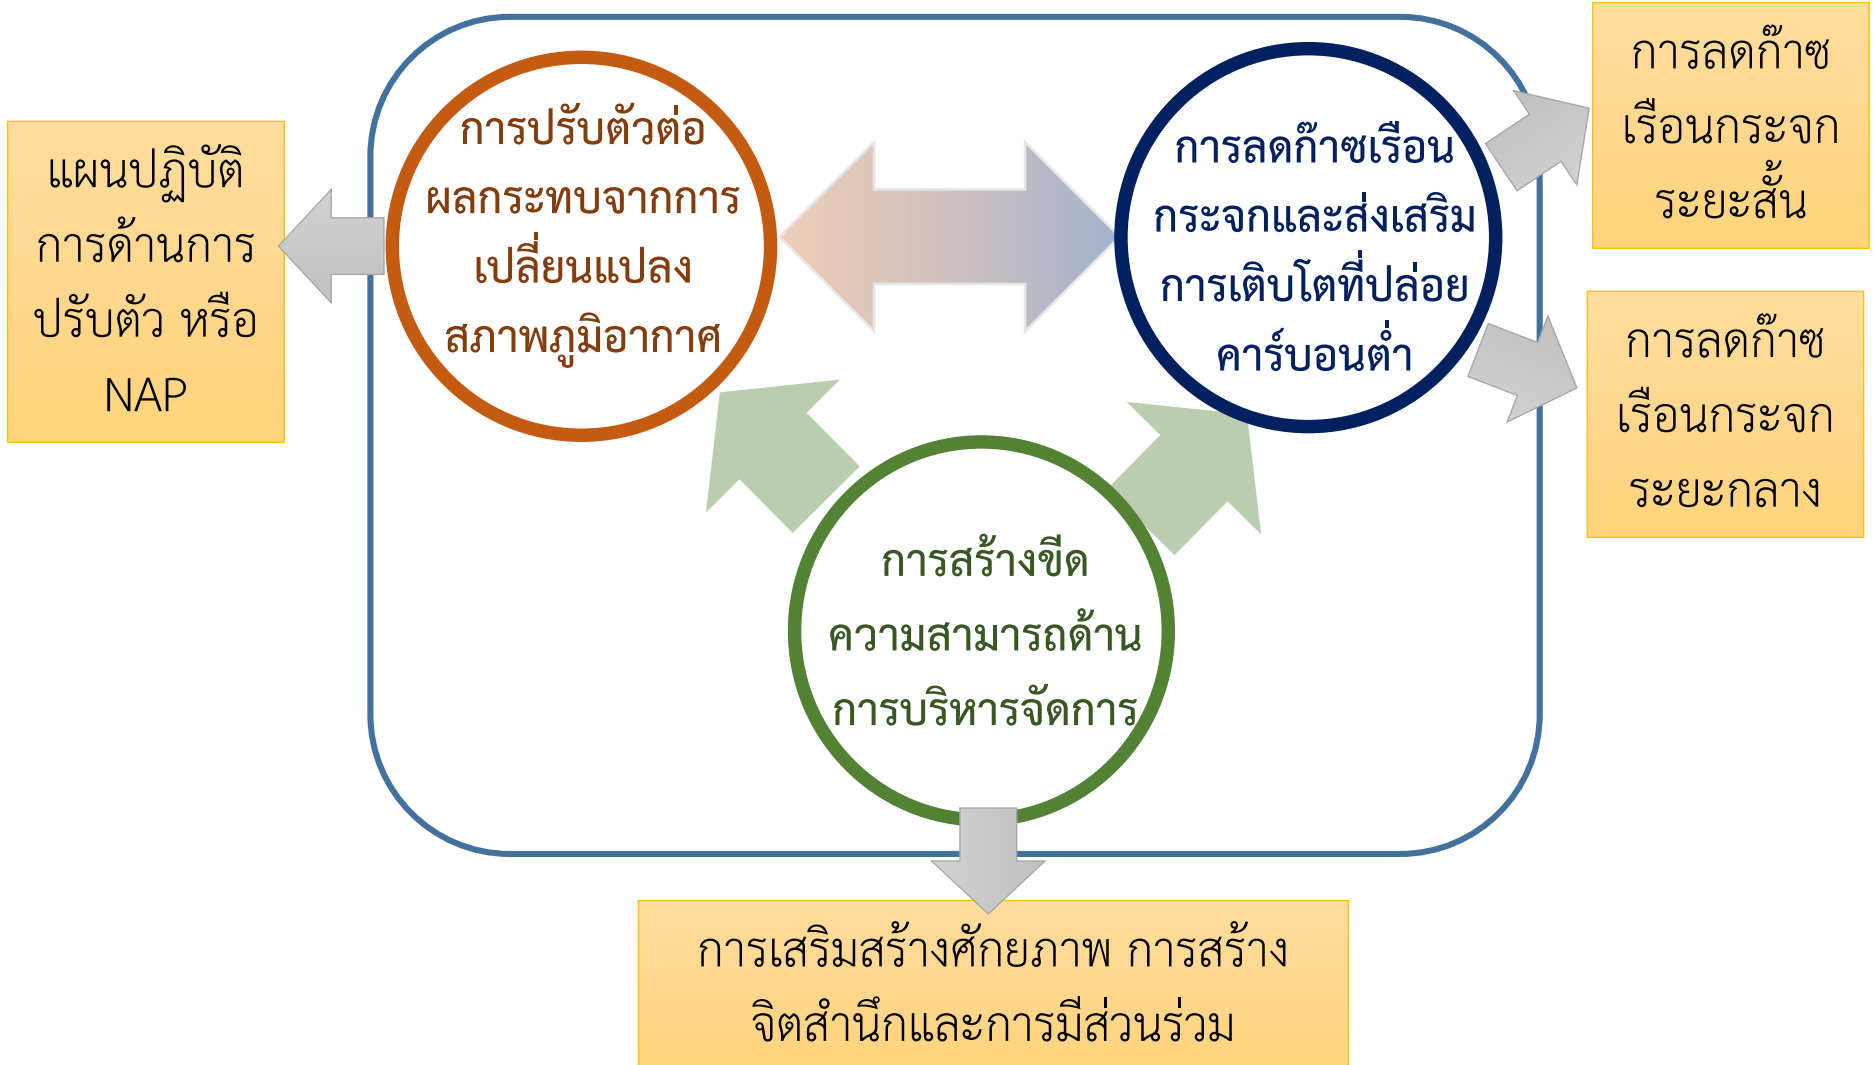 แผนปฏิบัติ
การด้านการ
ปรับตัว หรือ
NAP
การปรับตัวต่อ
ผลกระทบจากการ
เปลี่ยนแปลง
สภาพภูมิอากาศ
การลดก๊าซเรือน
กระจกและส่งเสริม
การเติบโตที่ปล่อย
คาร์บอนต่ำ
การลดก๊าซ
เรือนกระจก
ระยะสั้น
การลดก๊าซ
เรือนกระจก
ระยะกลาง
การสร้างขีด
ความสามารถด้าน
การบริหารจัดการ
การเสริมสร้างศักยภาพ การสร้าง
จิตสำนึกและการมีส่วนร่วม